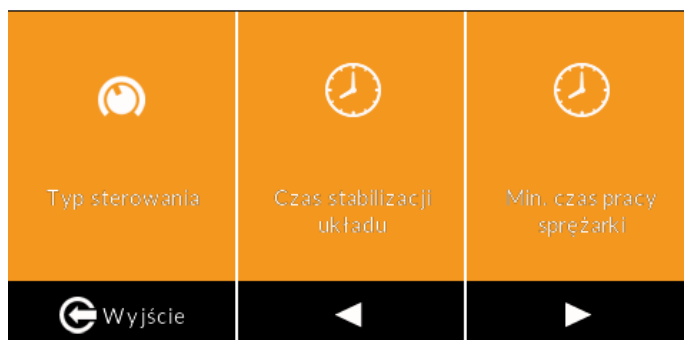 Typ sterowania
Czas stabilizacji
układu
Min. czas pracy
sprężarki
Wyjście